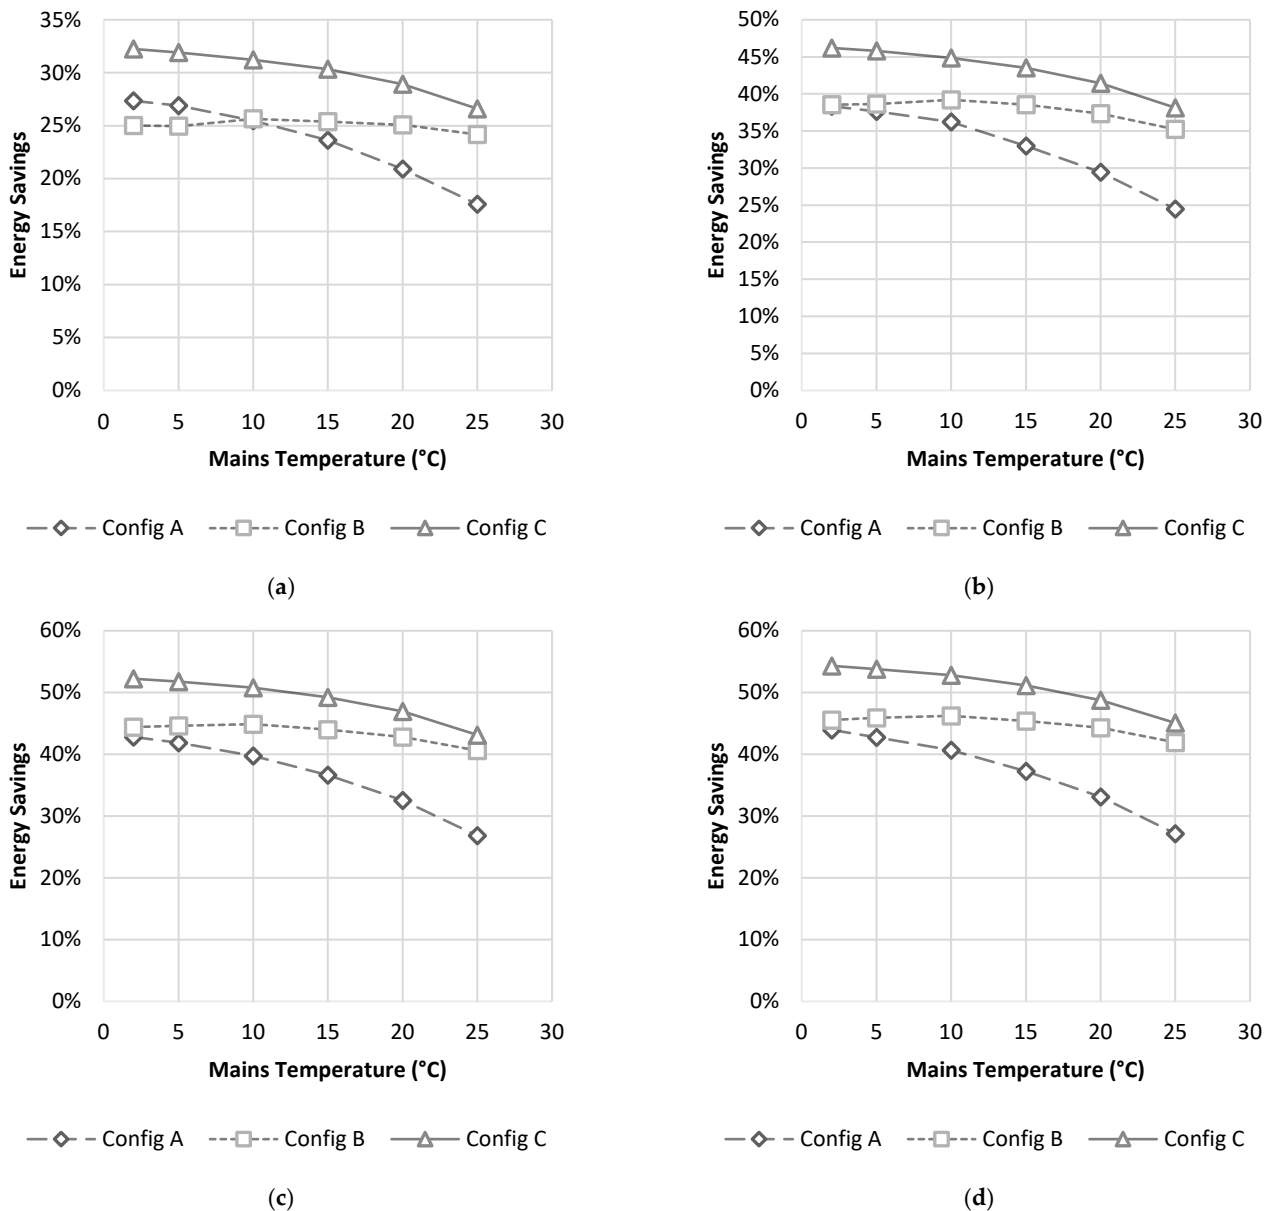 35%
30%
25%
20%
15%
10%
5%
0%
Energy Savings
0 5 10 15 20 25 30
Mains Temperature (°C)
Config A Config B Config C
(a)
50%
45%
40%
35%
30%
25%
20%
15%
10%
5%
0%
Energy Savings
0 5 10 15 20 25 30
Mains Temperature (°C)
Config A Config B Config C
(b)
60%
50%
40%
30%
20%
10%
0%
Energy Savings
0 5 10 15 20 25 30
Mains Temperature (°C)
Config A Config B Config C
(c)
60%
50%
40%
30%
20%
10%
0%
Energy Savings
0 5 10 15 20 25 30
Mains Temperature (°C)
Config A Config B Config C
(d)